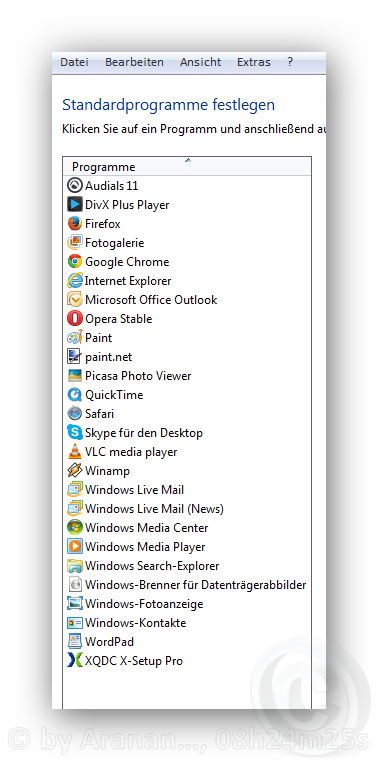 Datei Bearbeiten Ansicht Extras ?
Standardprogramme festlegen
Klicken Sie auf ein Programm und anschließend au
Programme
Audials 11
DivX Plus Player
Firefox
Fotogalerie
Google Chrome
Internet Explorer
Microsoft Office Outlook
Opera Stable
Paint
paint.net
Picasa Photo Viewer
QuickTime
Safari
Skype für den Desktop
VLC media player
Winamp
Windows Live Mail
Windows Live Mail (News)
Windows Media Center
Windows Media Player
Windows Search-Explorer
Windows-Brenner für Datenträgerabbilder
Windows-Fotoanzeige
Windows-Kontakte
WordPad
XQDC X-Setup Pro
© by Aranan..., 08h24m25s